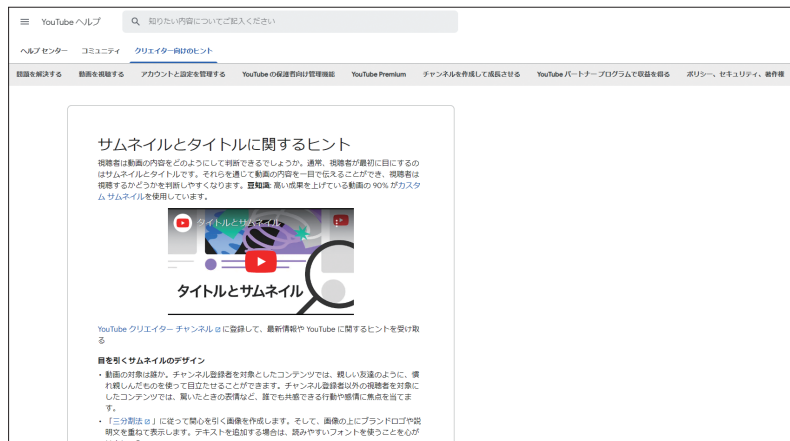 YouTube ヘルプ
知りたい内容についてご記入ください
ヘルプ センター コミュニティ クリエイター向けのヒント
問題を解決する 動画を視聴する アカウントと設定を管理する YouTube の保護者向け管理機能 YouTube Premium チャンネルを作成して成長させる YouTube パートナー プログラムで収益を得る ポリシー、セキュリティ、著作権
サムネイルとタイトルに関するヒント
視聴者は動画の内容をどのようにして判断できるでしょうか。通常、視聴者が最初に目にするの
はサムネイルとタイトルです。それらを通じて動画の内容を一目で伝えることができ、視聴者は
視聴するかどうかを判断しやすくなります。豆知識: 高い成果を上げている動画の 90% がカスタ
ム サムネイルを使用しています。
タイトルとサムネイル
タイトルとサムネイル
YouTube クリエイター チャンネル に登録して、最新情報や YouTube に関するヒントを受け取
る
目を引くサムネイルのデザイン
・動画の対象は誰か。チャンネル登録者を対象としたコンテンツでは、親しい友達のように、慣
れ親しんだものを使って目立たせることができます。チャンネル登録者以外の視聴者を対象に
したコンテンツでは、驚いたときの表情など、誰でも共感できる行動や感情に焦点を当てま
す。
・「三分割法 」に従って関心を引く画像を作成します。そして、画像の上にブランドロゴや説
明文を重ねて表示します。テキストを追加する場合は、読みやすいフォントを使うことを心が